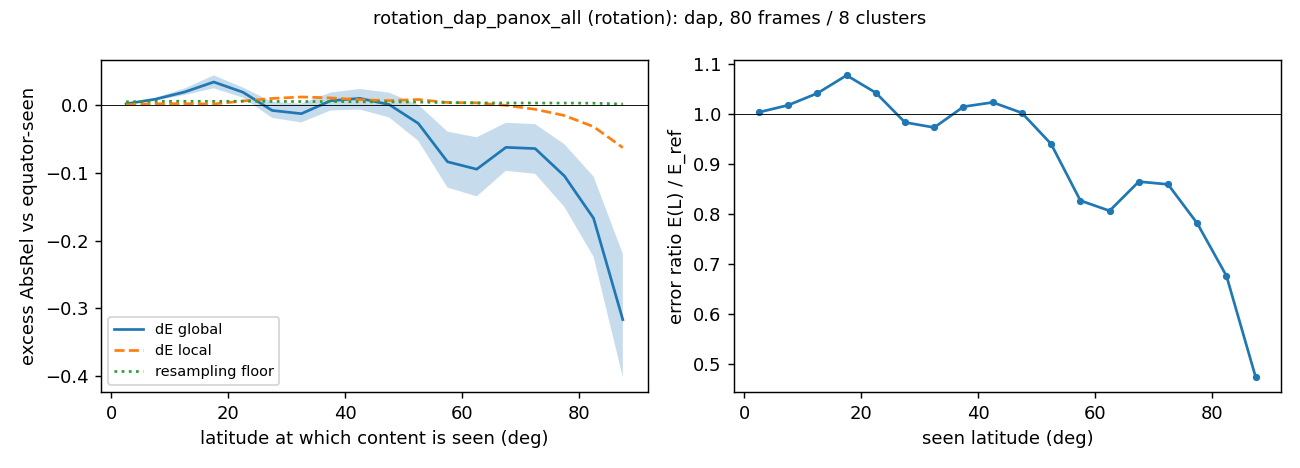 rotation_dap_panox_all (rotation): dap, 80 frames / 8 clusters
excess AbsRel vs equator-seen
0.0
−0.1
−0.2
−0.3
−0.4
dE global
dE local
resampling floor
0 20 40 60 80
latitude at which content is seen (deg)
error ratio E(L) / E_ref
1.1
1.0
0.9
0.8
0.7
0.6
0.5
0 20 40 60 80
seen latitude (deg)